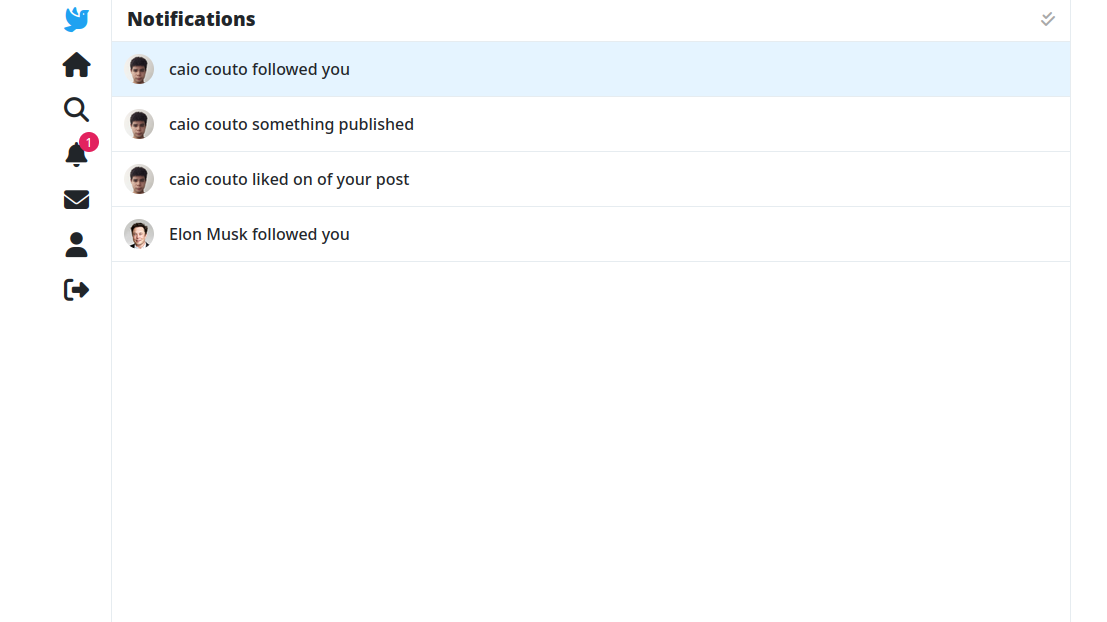 Notifications
caio couto followed you
caio couto something published
1
caio couto liked on of your post
Elon Musk followed you